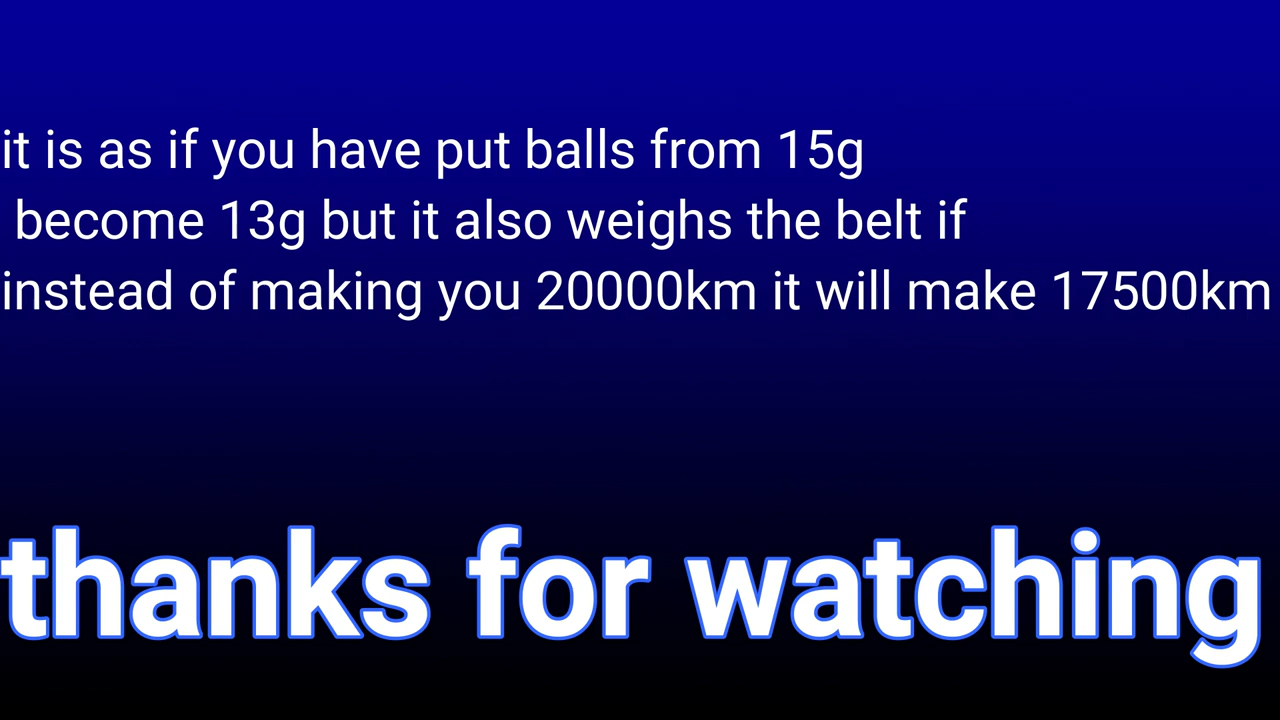 it is as if you have put balls from 15g
become 13g but it also weighs the belt if
instead of making you 20000km it will make 17500km
thanks for watching